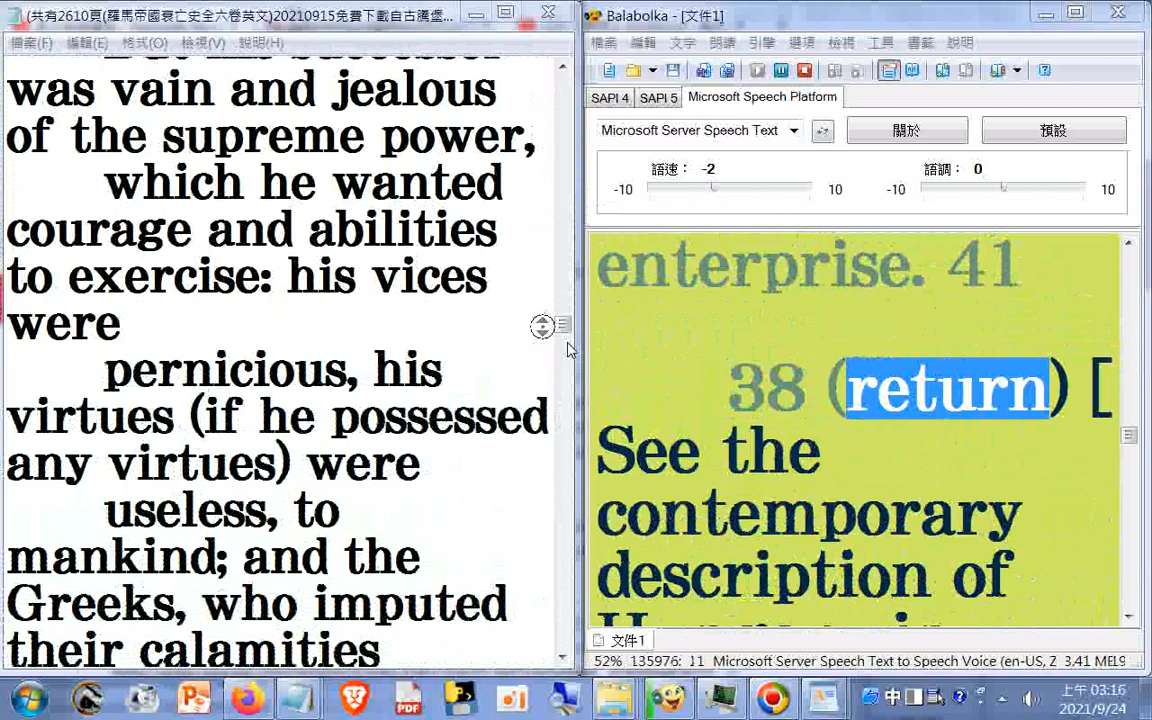 (共有2610頁(羅馬帝國衰亡史全六卷英文)20210915免費下載自古騰堡...
檔案(F) 編輯(E) 格式(O) 檢視(V) 說明(H)
was vain and jealous
of the supreme power,
which he wanted
courage and abilities
to exercise: his vices
were
pernicious, his
virtues (if he possessed
any virtues) were
useless, to
mankind; and the
Greeks, who imputed
their calamities
Balabolka - [文件1]
檔案 編輯 文字 朗讀 引擎 選項 檢視 工具 書籤 說明
SAPI 4 SAPI 5 Microsoft Speech Platform
Microsoft Server Speech Text 關於 預設
語速: -2 語調: 0
-10 10 -10 10
enterprise. 41
38 (return) [
See the
contemporary
description of
文件1
52% 135976: 11 Microsoft Server Speech Text to Speech Voice (en-US, Z 3,41 ME
中
上午 03:16
2021/9/24